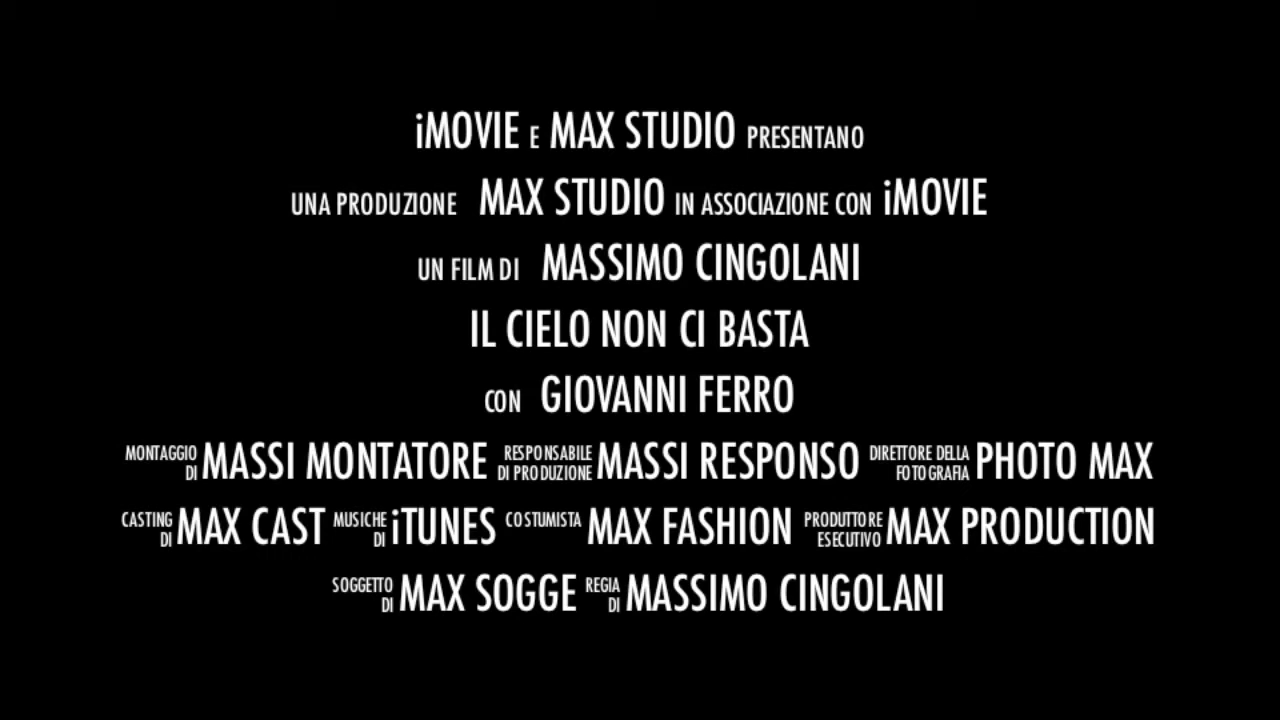 iMOVIE E MAX STUDIO PRESENTANO
UNA PRODUZIONE MAX STUDIO IN ASSOCIAZIONE CON iMOVIE
UN FILM DI MASSIMO CINGOLANI
IL CIELO NON CI BASTA
CON GIOVANNI FERRO
MONTAGGIO DI MASSI MONTATORE RESPONSABILE DI PRODUZIONE MASSI RESPONSO DIRETTORE DELLA FOTOGRAFIA PHOTO MAX
CASTING DI MAX CAST MUSICHE DI iTUNES COSTUMISTA MAX FASHION PRODUTTORE ESECUTIVO MAX PRODUCTION
SOGGETTO DI MAX SOGGE REGIA DI MASSIMO CINGOLANI